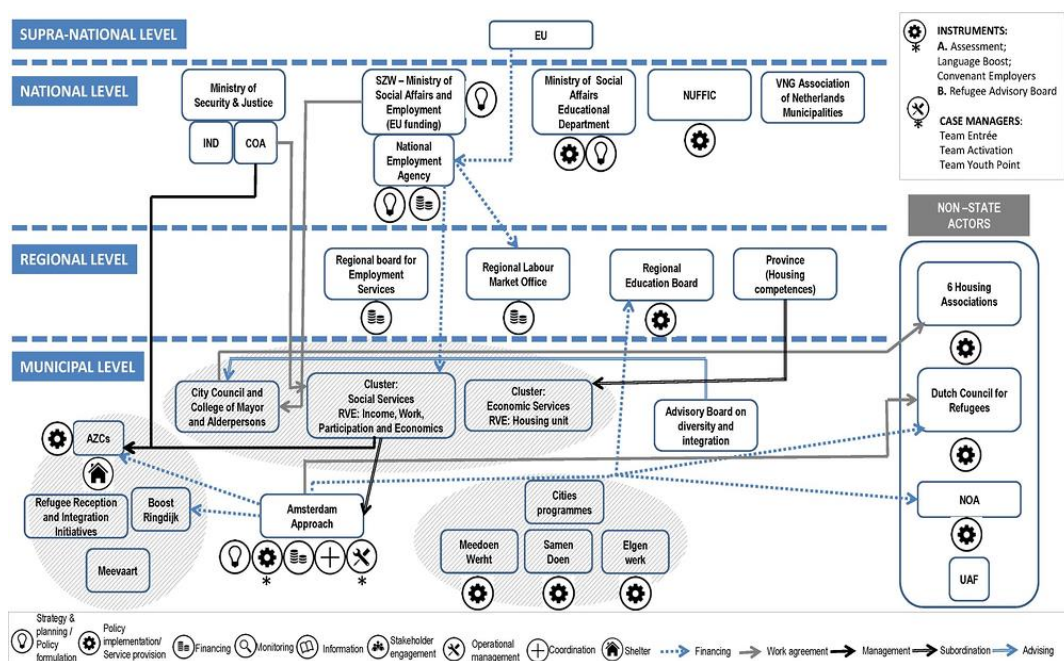 SUPRA-NATIONAL LEVEL
EU
NATIONAL LEVEL
Ministry of
Security & Justice
IND
COA
SZW – Ministry of
Social Affairs and
Employment
(EU funding)
National
Employment
Agency
Ministry of Social
Affairs
Educational
Department
NUFFIC
VNG Association
of Netherlands
Municipalities
INSTRUMENTS:
*
A. Assessment;
Language Boost;
Convenant Employers
B. Refugee Advisory Board
*
CASE MANAGERS:
Team Entrée
Team Activation
Team Youth Point
NON–STATE
ACTORS
REGIONAL LEVEL
Regional board for
Employment
Services
Regional Labour
Market Office
Regional
Education Board
Province
(Housing
competences)
6 Housing
Associations
MUNICIPAL LEVEL
City Council and
College of Mayor
and Alderpersons
Cluster:
Social Services
RVE: Income, Work,
Participation and Economics
Cluster:
Economic Services
RVE: Housing unit
Advisory Board on
diversity and
integration
Dutch Council for
Refugees
AZCs
Refugee Reception
and Integration
Initiatives
Boost
Ringdijk
Meevaart
Amsterdam
Approach
*
*
Cities
programmes
Meedoen
Werht
Samen
Doen
Elgen
werk
NOA
UAF
Strategy &
planning /
Policy
formulation
Policy
implementation/
Service provision
Financing
Monitoring
Information
Stakeholder
engagement
Operacional
management
Coordination
Shelter
Financing
Work agreement
Management
Subordination
Advising